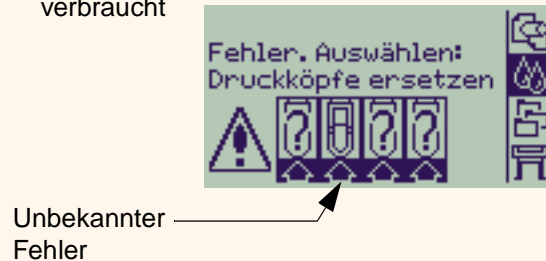 verbraucht
Fehler. Auswählen:
Druckköpfe ersetzen
? ? ?
Unbekannter
Fehler